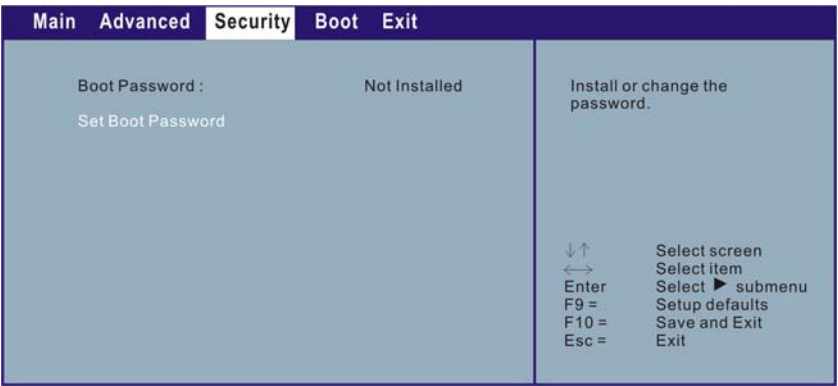 Main Advanced Security Boot Exit
Boot Password : Not Installed
Set Boot Password
Install or change the
password.
↓↑ Select screen
↔ Select item
Enter Select ▶ submenu
F9 = Setup defaults
F10 = Save and Exit
Esc = Exit